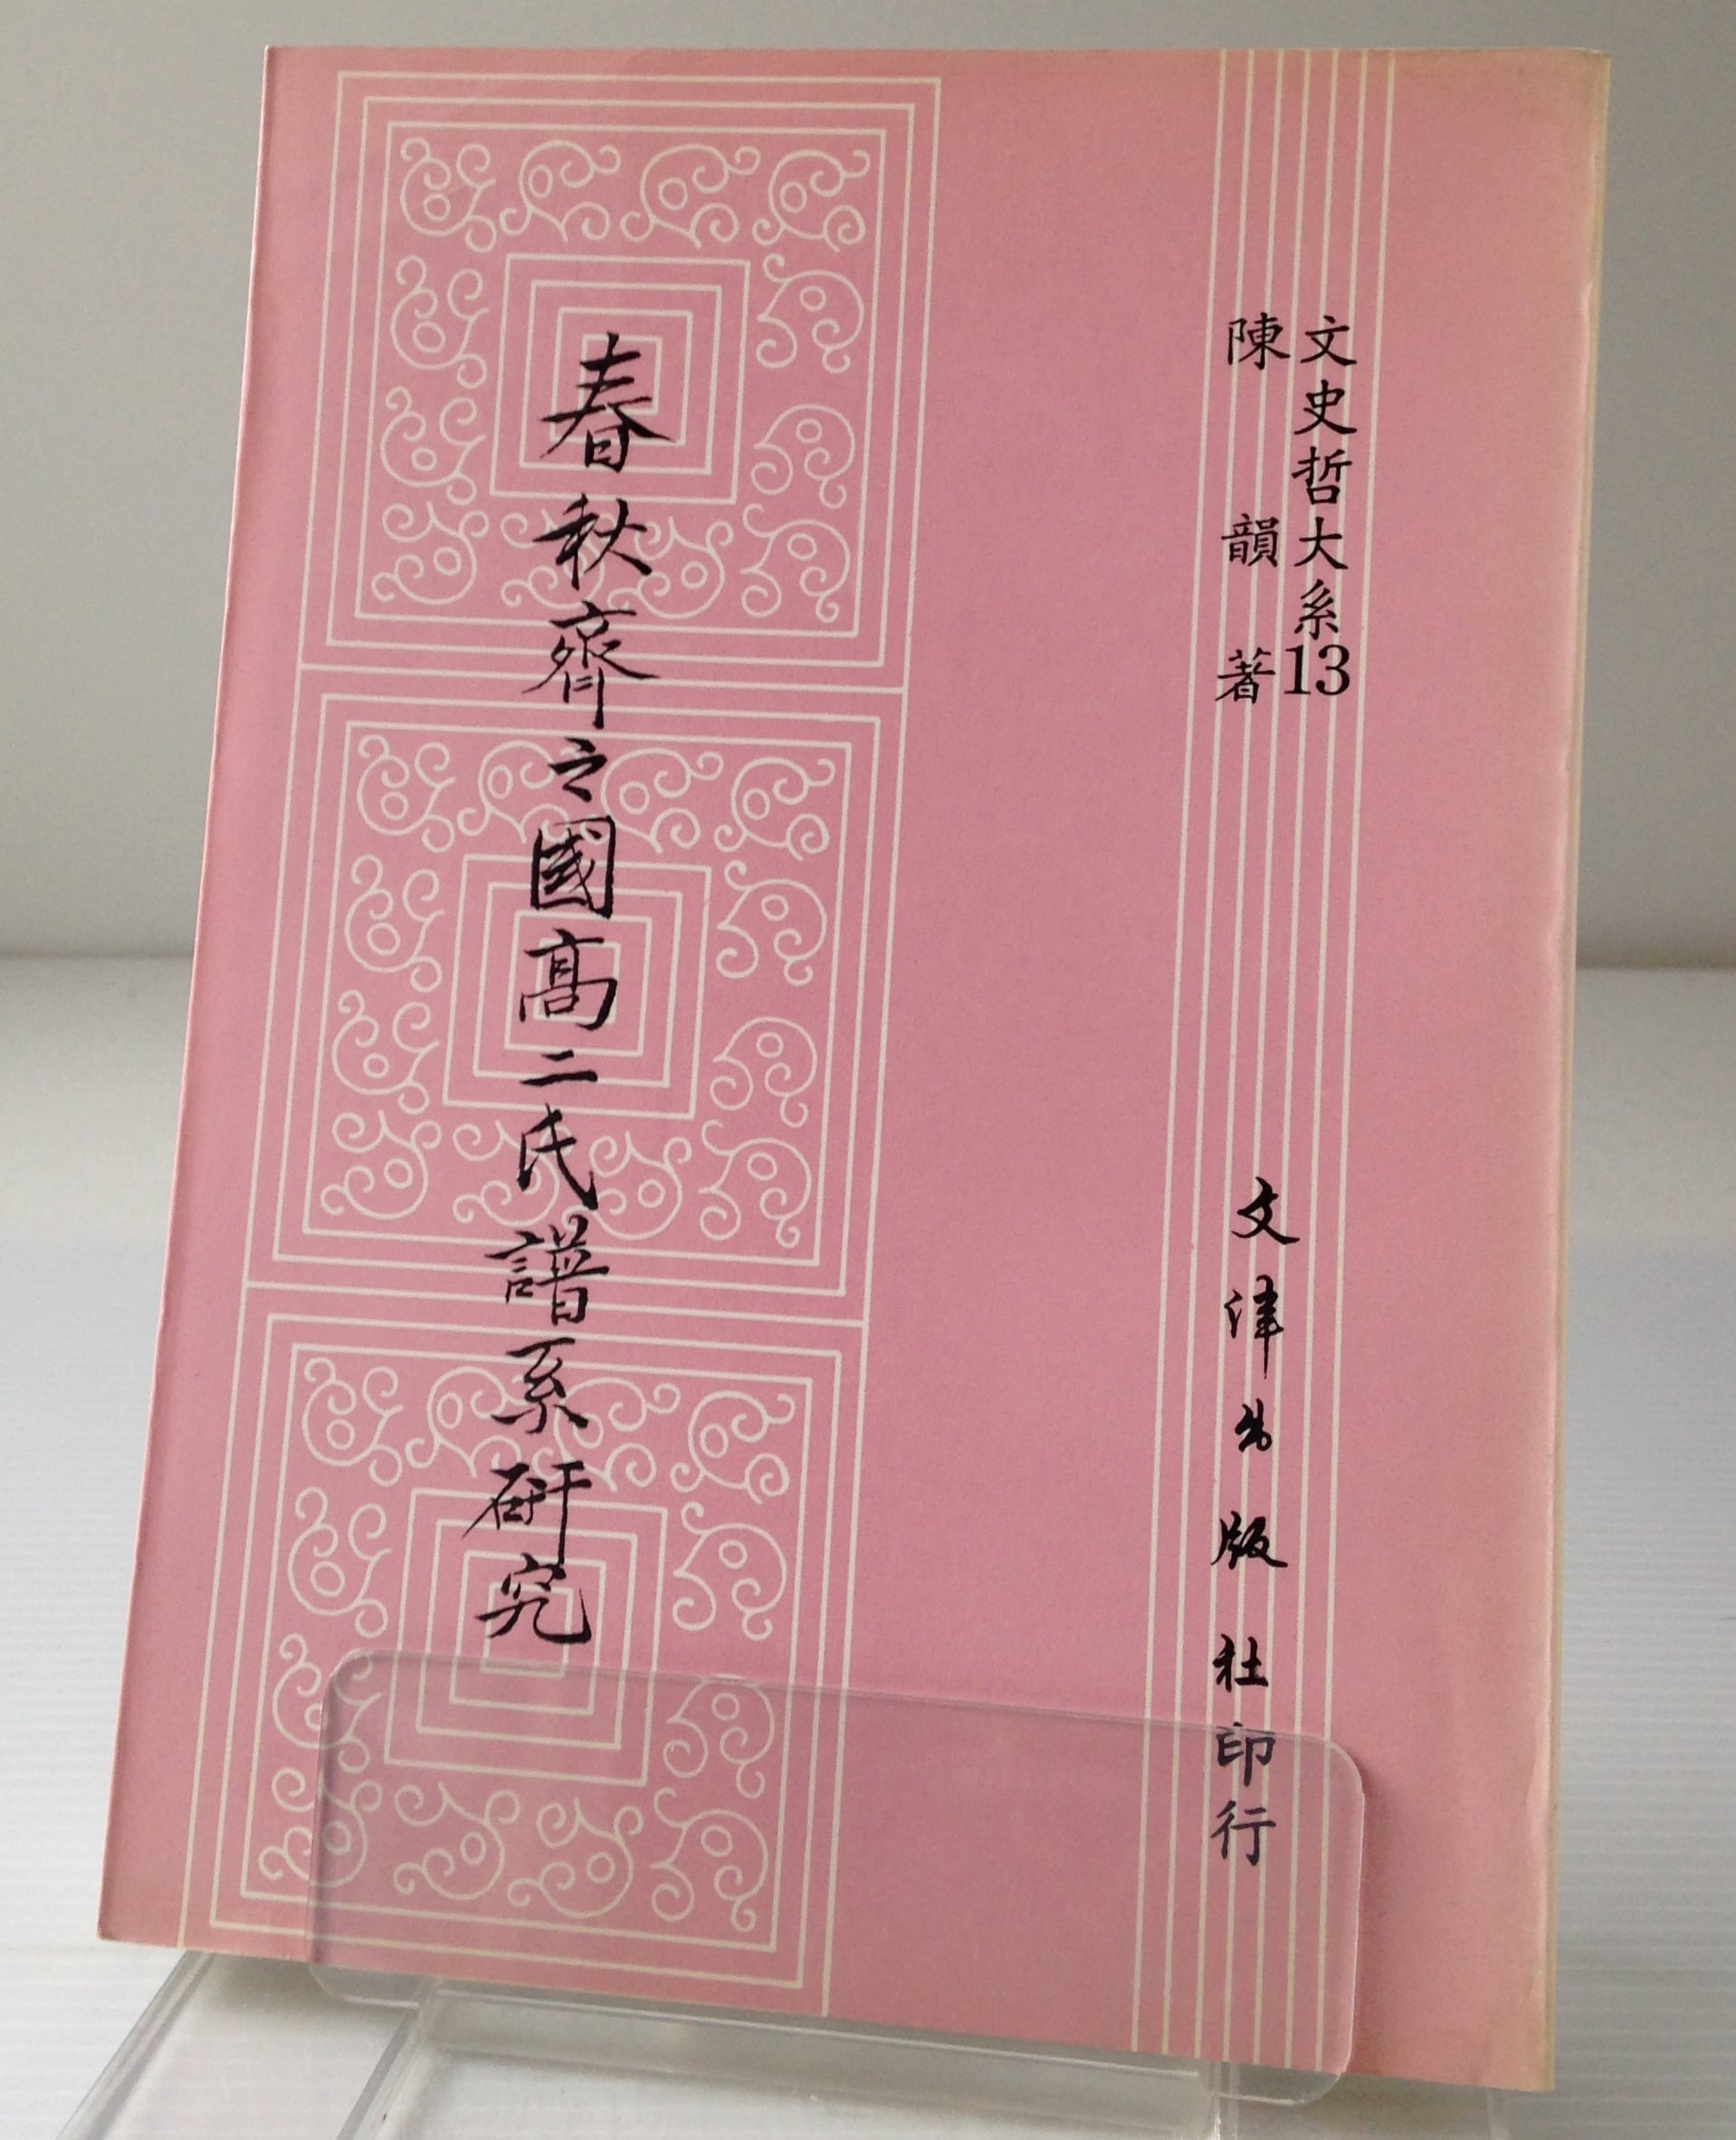 文史哲大系13
陳韻著
春秋齊之國高二氏譜系研究
文津出版社印行